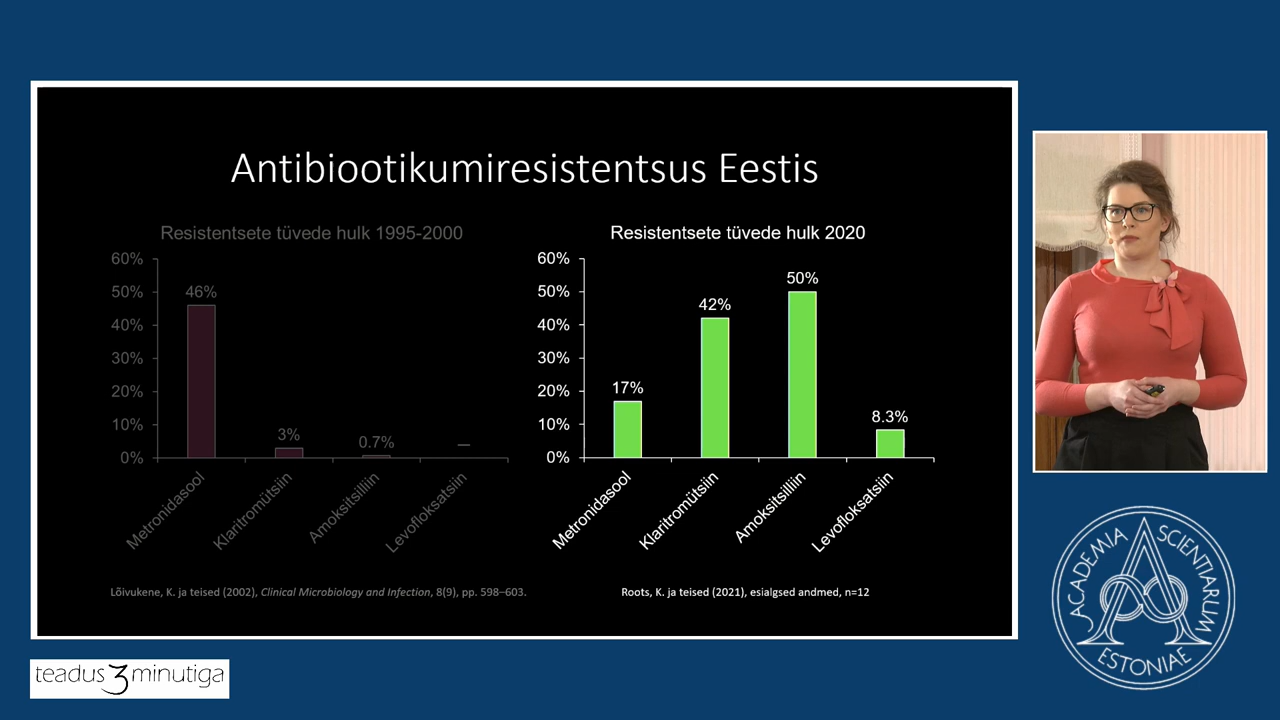 Antibiootikumiresistentsus Eestis
Resistentsete tüvede hulk 1995-2000
60%
50%
40%
30%
20%
10%
0%
46%
3%
0.7%
–
Metronidasool
Klaritromütsiin
Amoksitsilliin
Levofloksatsiin
Lõivukene, K. ja teised (2002), Clinical Microbiology and Infection, 8(9), pp. 598–603.
Resistentsete tüvede hulk 2020
60%
50%
40%
30%
20%
10%
0%
17%
42%
50%
8.3%
Metronidasool
Klaritromütsiin
Amoksitsilliin
Levofloksatsiin
Roots, K. ja teised (2021), esialgsed andmed, n=12
teadus 3 minutiga
ACADEMIA SCIENTIARUM ESTONIAE